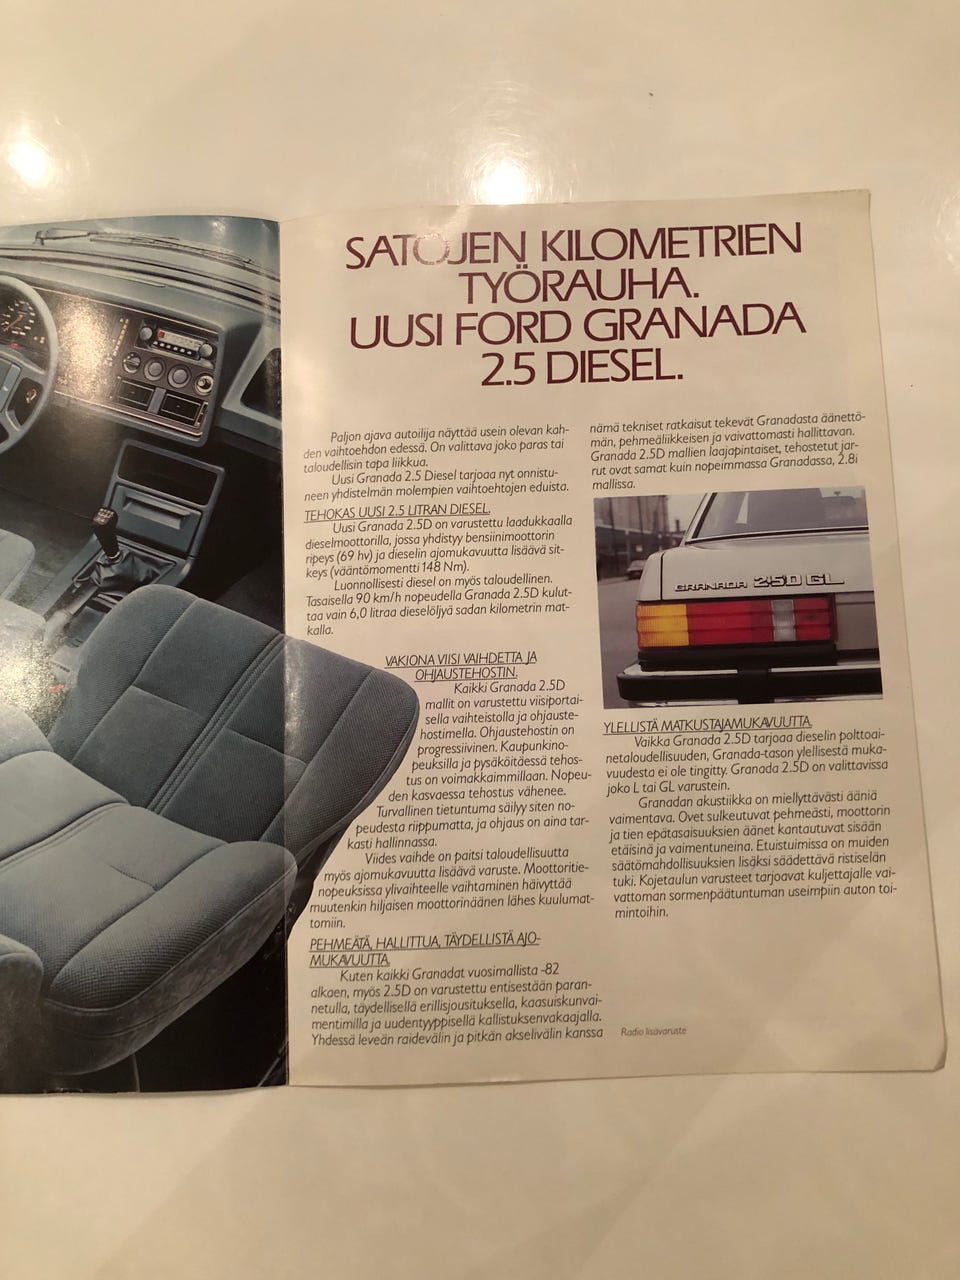 SATOJEN KILOMETRIEN
TYÖRAUHA.
UUSI FORD GRANADA
2.5 DIESEL.
Paljon ajava autoilija näyttää usein olevan kah-
den vaihtoehdon edessä. On valittava joko paras tai
taloudellisin tapa liikkua.
Uusi Granada 2.5 Diesel tarjoaa nyt onnistu-
neen yhdistelmän molempien vaihtoehtojen eduista.
TEHOKAS UUSI 2.5 LITRAN DIESEL.
Uusi Granada 2.5D on varustettu laadukkaalla
dieselmoottorilla, jossa yhdistyy bensiinimoottorin
ripeys (69 hv) ja dieselin ajomukavuutta lisäävä sit-
keys (vääntömomentti 148 Nm).
Luonnollisesti diesel on myös taloudellinen.
Tasaisella 90 km/h nopeudella Granada 2.5D kulut-
taa vain 6,0 litraa dieselöljyä sadan kilometrin mat-
kalla.
VAKIONA VIISI VAIHDETTA JA
OHJAUSTEHOSTIN.
Kaikki Granada 2.5D
mallit on varustettu viisiportai-
sella vaihteistolla ja ohjauste-
hostimella. Ohjaustehostin on
progressiivinen. Kaupunkino-
peuksilla ja pysäköitäessä tehos-
tus on voimakkaimmillaan. Nopeu-
den kasvaessa tehostus vähenee.
Turvallinen tietuntuma säilyy siten no-
peudesta riippumatta, ja ohjaus on aina tar-
kasti hallinnassa.
Viides vaihde on paitsi taloudellisuutta
myös ajomukavuutta lisäävä varuste. Moottoritie-
nopeuksissa ylivaihteelle vaihtaminen häivyttää
muutenkin hiljaisen moottorinäänen lähes kuulumat-
tomiin.
PEHMEÄTÄ, HALLITTUA, TÄYDELLISTÄ AJO-
MUKAVUUTTA.
Kuten kaikki Granadat vuosimallista -82
alkaen, myös 2.5D on varustettu entisestään paran-
netulla, täydellisellä erillisjousituksella, kaasuiskunvai-
mentimilla ja uudentyyppisellä kallistuksenvakaajalla.
Yhdessä leveän raidevälin ja pitkän akselivälin kanssa
nämä tekniset ratkaisut tekevät Granadasta äänettö-
män, pehmeäliikkeisen ja vaivattomasti hallittavan.
Granada 2.5D mallien laajapintaiset, tehostetut jar-
rut ovat samat kuin nopeimmassa Granadassa, 2.8i
mallissa.
GRANADA 2.5D GL
YLELLISTÄ MATKUSTAJAMUKAVUUTTA.
Vaikka Granada 2.5D tarjoaa dieselin polttoai-
netaloudellisuuden, Granada-tason ylellisestä muka-
vuudesta ei ole tingitty. Granada 2.5D on valittavissa
joko L tai GL varustein.
Granadan akustiikka on miellyttävästi ääniä
vaimentava. Ovet sulkeutuvat pehmeästi, moottorin
ja tien epätasaisuuksien äänet kantautuvat sisään
etäisinä ja vaimentuneina. Etuistuimissa on muiden
säätömahdollisuuksien lisäksi säädettävä ristiselän
tuki. Kojetaulun varusteet tarjoavat kuljettajalle vai-
vattoman sormenpäätuntuman useimpiin auton toi-
mintoihin.
Radio lisävaruste